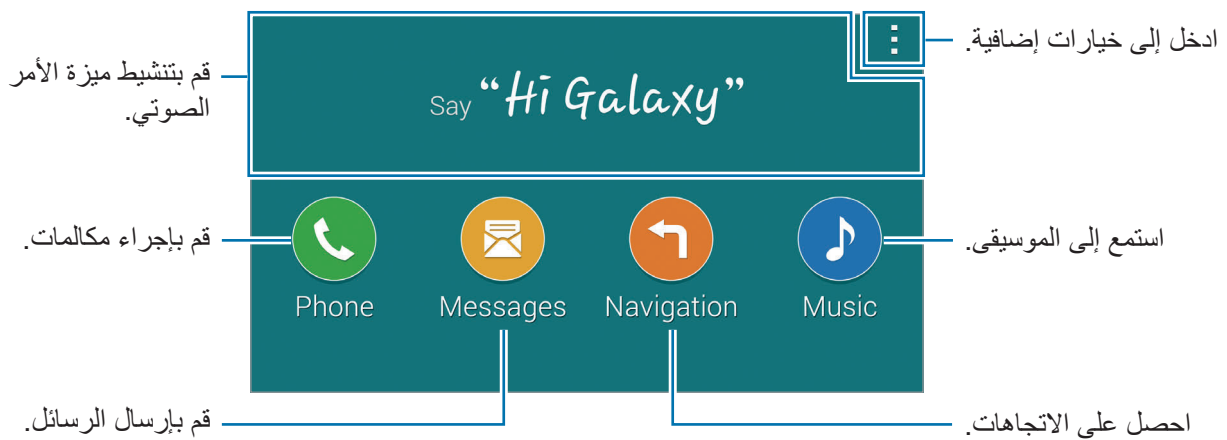 ادخل إلى خيارات إضافية.
قم بتنشيط ميزة الأمر
الصوتي.
Say “Hi Galaxy”
قم بإجراء مكالمات.
استمع إلى الموسيقى.
Phone Messages Navigation Music
قم بإرسال الرسائل.
احصل على الاتجاهات.